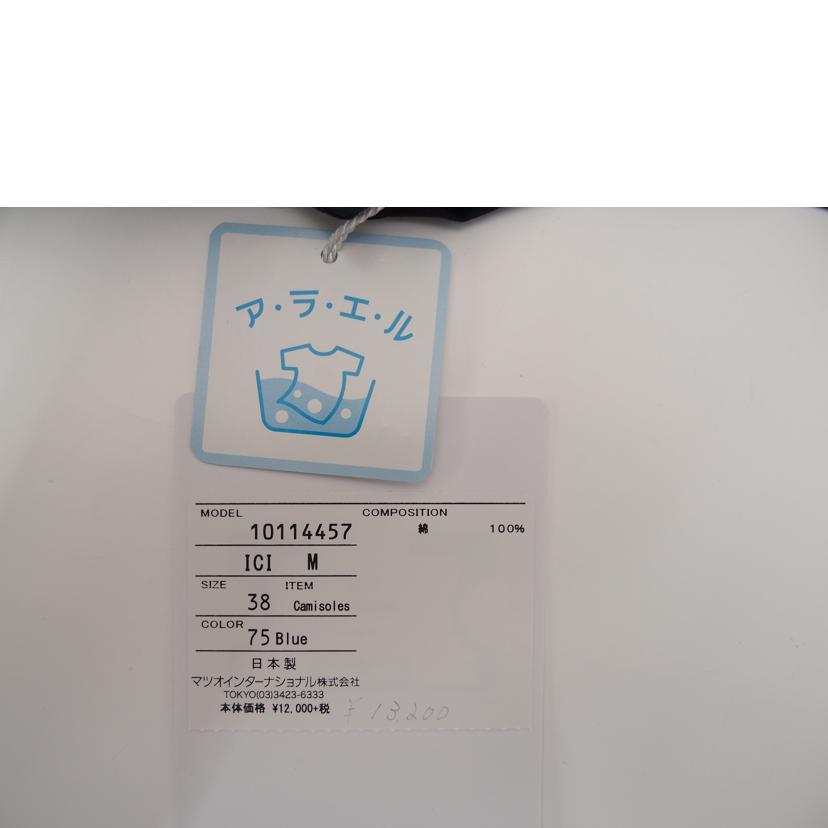 ア・ラ・エ・ル
MODEL COMPOSITION
10114457 綿 100%
ICI M
SIZE ITEM
38 Camisoles
COLOR
75 Blue
日本製
マツオインターナショナル株式会社
TOKYO(03)3423-6333
本体価格 ¥12,000+税 ¥13,200